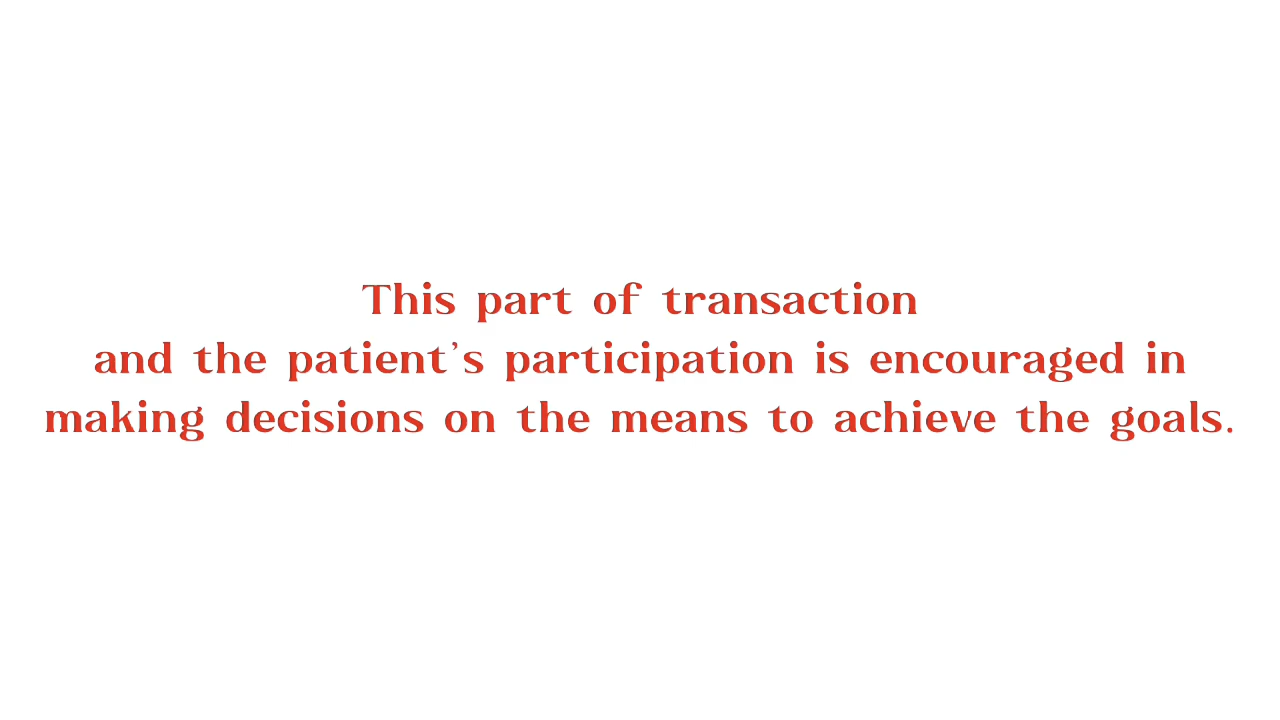 This part of transaction
and the patient's participation is encouraged in
making decisions on the means to achieve the goals.